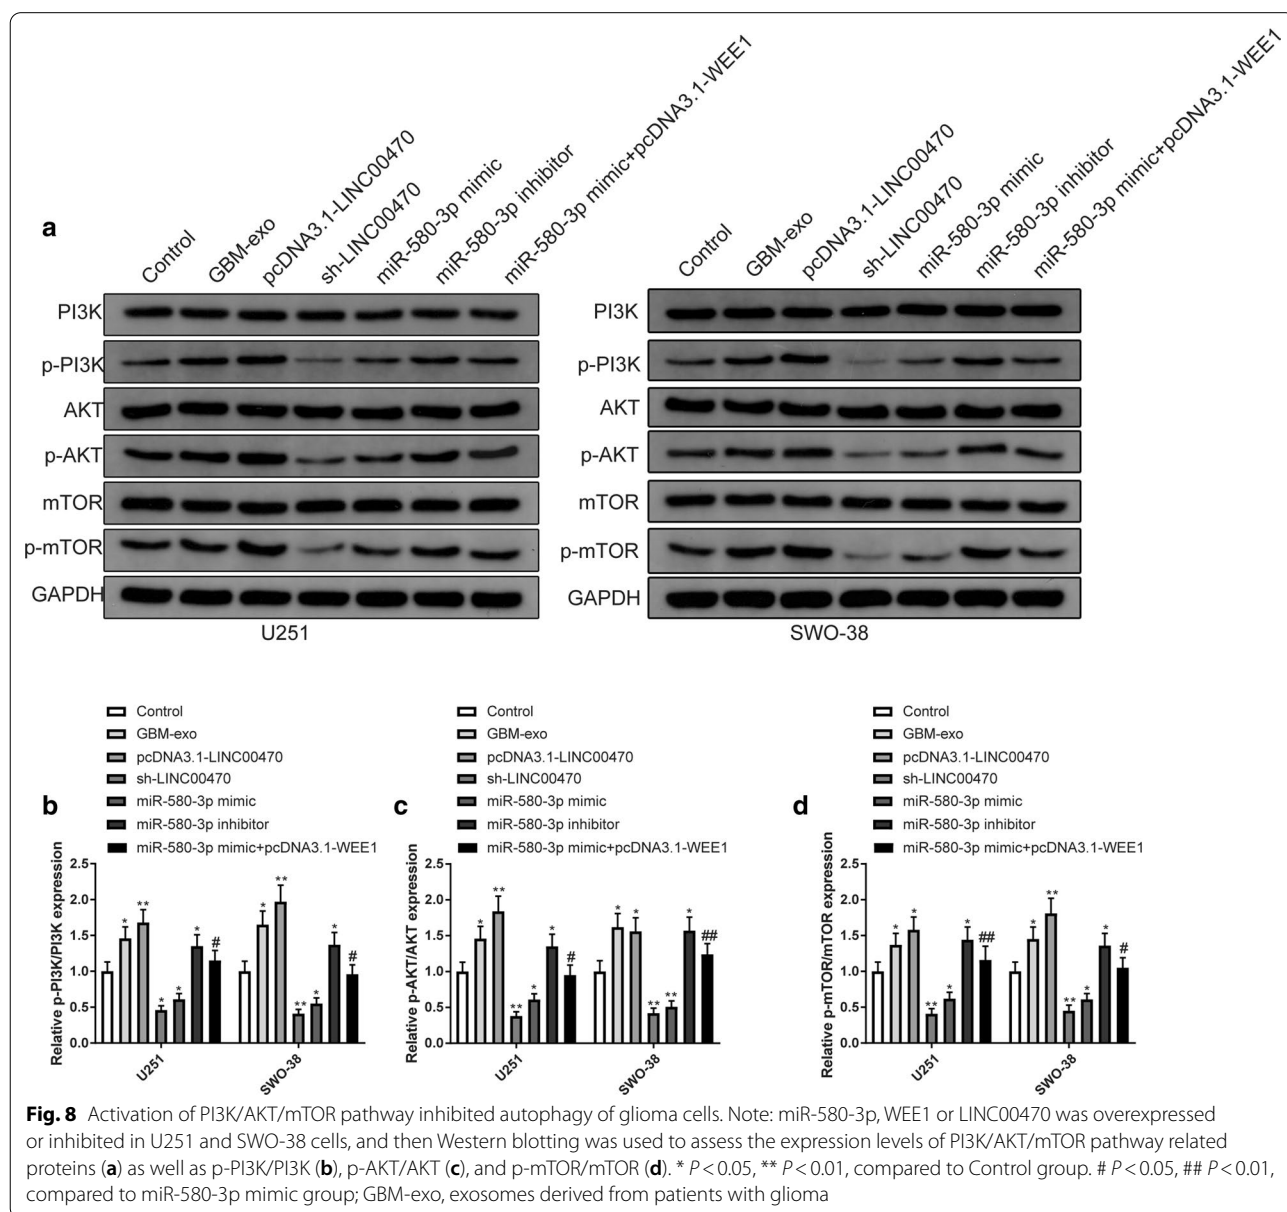 a
Control
GBM-exo
pcDNA3.1-LINC00470
sh-LINC00470
miR-580-3p mimic
miR-580-3p inhibitor
miR-580-3p mimic+pcDNA3.1-WEE1
PI3K
p-PI3K
AKT
p-AKT
mTOR
p-mTOR
GAPDH
U251
Control
GBM-exo
pcDNA3.1-LINC00470
sh-LINC00470
miR-580-3p mimic
miR-580-3p inhibitor
miR-580-3p mimic+pcDNA3.1-WEE1
PI3K
p-PI3K
AKT
p-AKT
mTOR
p-mTOR
GAPDH
SWO-38
b
Control
GBM-exo
pcDNA3.1-LINC00470
sh-LINC00470
miR-580-3p mimic
miR-580-3p inhibitor
miR-580-3p mimic+pcDNA3.1-WEE1
Relative p-PI3K/PI3K expression
2.5
2.0
1.5
1.0
0.5
0.0
* ** * * * #
* ** ** * * #
U251
SWO-38
c
Control
GBM-exo
pcDNA3.1-LINC00470
sh-LINC00470
miR-580-3p mimic
miR-580-3p inhibitor
miR-580-3p mimic+pcDNA3.1-WEE1
Relative p-AKT/AKT expression
2.5
2.0
1.5
1.0
0.5
0.0
* ** ** * * #
* * ** ** * ##
U251
SWO-38
d
Control
GBM-exo
pcDNA3.1-LINC00470
sh-LINC00470
miR-580-3p mimic
miR-580-3p inhibitor
miR-580-3p mimic+pcDNA3.1-WEE1
Relative p-mTOR/mTOR expression
2.5
2.0
1.5
1.0
0.5
0.0
* * ** * * ##
* ** ** * * #
U251
SWO-38
Fig. 8 Activation of PI3K/AKT/mTOR pathway inhibited autophagy of glioma cells. Note: miR-580-3p, WEE1 or LINC00470 was overexpressed
or inhibited in U251 and SWO-38 cells, and then Western blotting was used to assess the expression levels of PI3K/AKT/mTOR pathway related
proteins (a) as well as p-PI3K/PI3K (b), p-AKT/AKT (c), and p-mTOR/mTOR (d). * P < 0.05, ** P < 0.01, compared to Control group. # P < 0.05, ## P < 0.01,
compared to miR-580-3p mimic group; GBM-exo, exosomes derived from patients with glioma